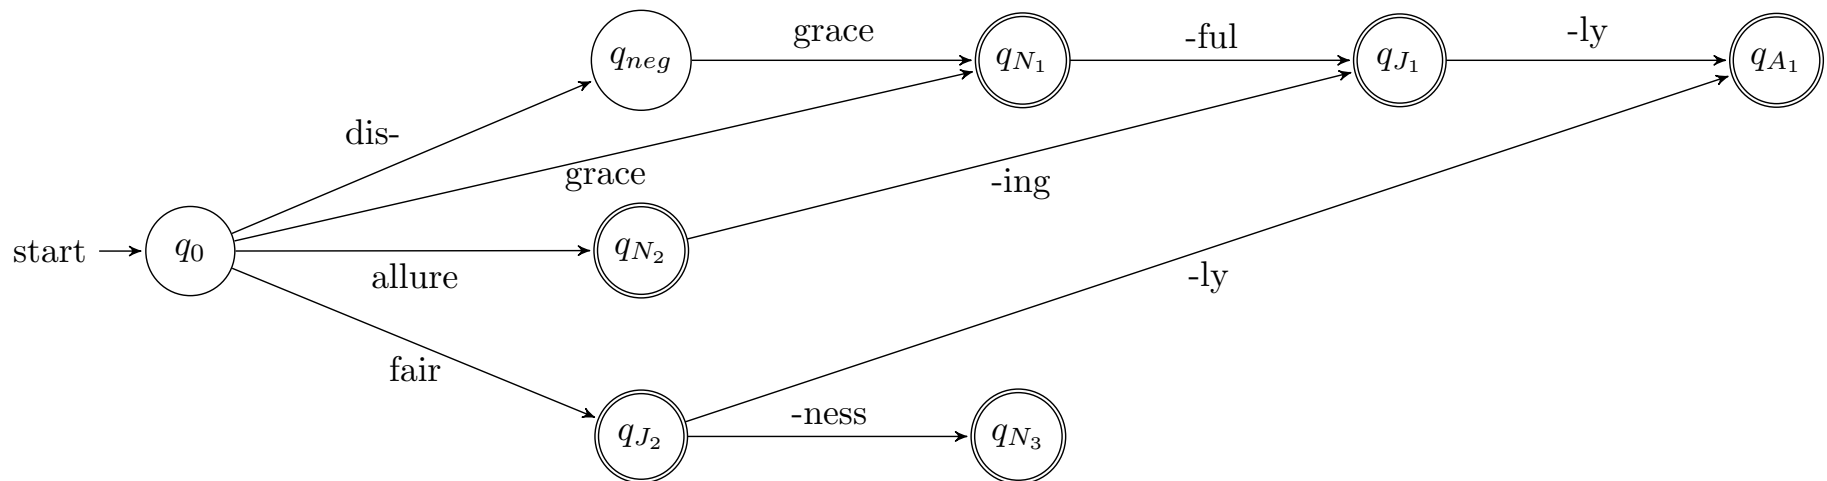 q_neg grace q_N1 -ful q_J1 -ly q_A1
dis-
grace
-ing
start q_0 allure q_N2
-ly
fair
q_J2 -ness q_N3